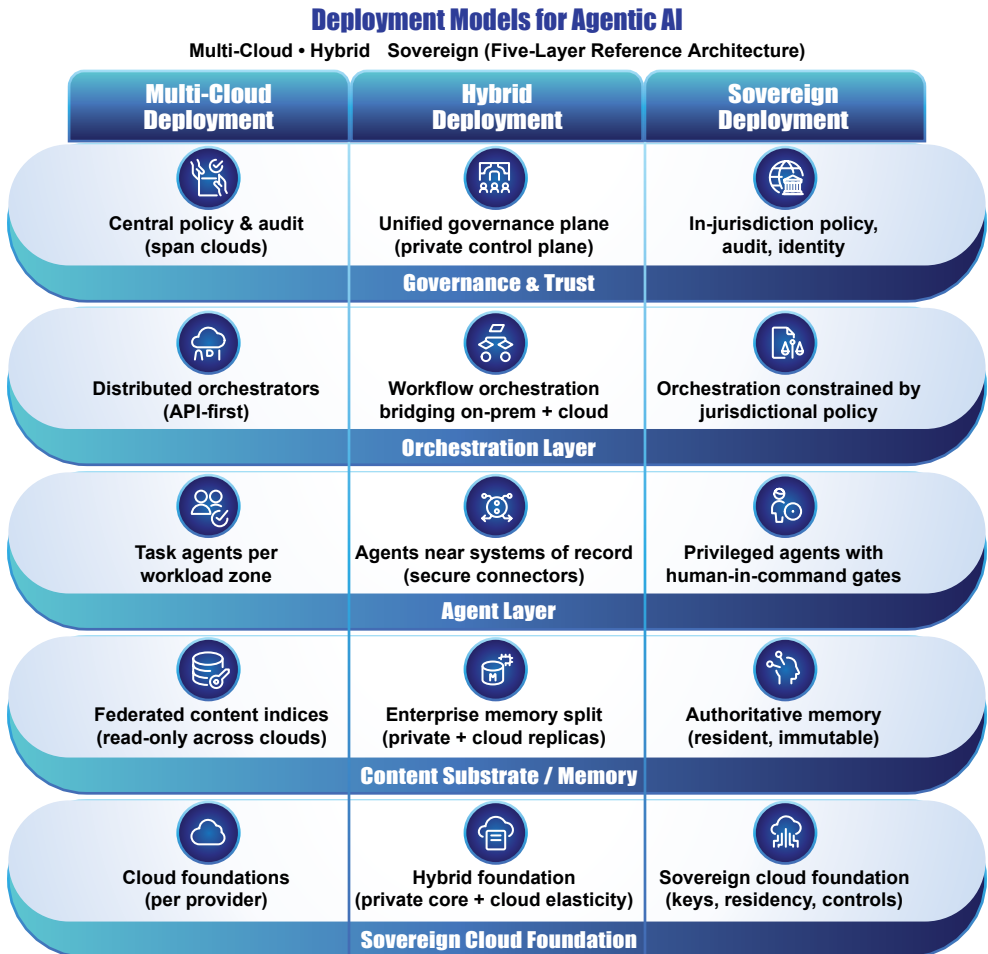 Deployment Models for Agentic AI
Multi-Cloud • Hybrid Sovereign (Five-Layer Reference Architecture)
Multi-Cloud
Deployment
Hybrid
Deployment
Sovereign
Deployment
Central policy & audit
(span clouds)
Unified governance plane
(private control plane)
In-jurisdiction policy,
audit, identity
Governance & Trust
API
Distributed orchestrators
(API-first)
Workflow orchestration
bridging on-prem + cloud
Orchestration constrained by
jurisdictional policy
Orchestration Layer
Task agents per
workload zone
Agents near systems of record
(secure connectors)
Privileged agents with
human-in-command gates
Agent Layer
Federated content indices
(read-only across clouds)
M
Enterprise memory split
(private + cloud replicas)
Authoritative memory
(resident, immutable)
Content Substrate / Memory
Cloud foundations
(per provider)
Hybrid foundation
(private core + cloud elasticity)
Sovereign cloud foundation
(keys, residency, controls)
Sovereign Cloud Foundation